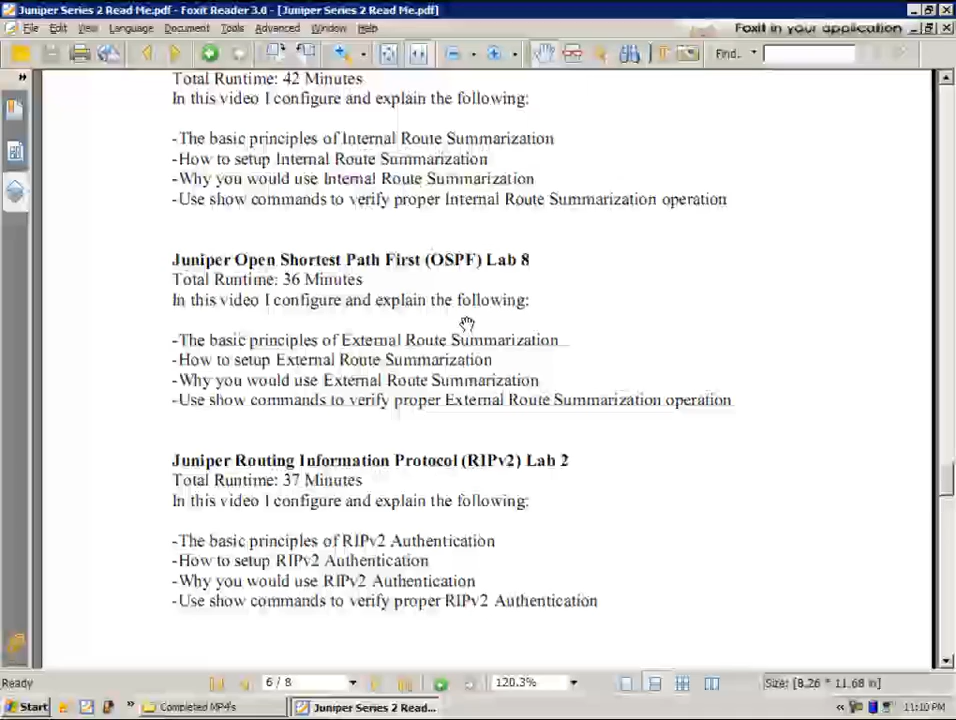 Juniper Series 2 Read Me.pdf - Foxit Reader 3.0 - [Juniper Series 2 Read Me.pdf]
File Edit View Language Document Tools Advanced Window Help
Foxit in your application
Find:
Total Runtime: 42 Minutes
In this video I configure and explain the following:
-The basic principles of Internal Route Summarization
-How to setup Internal Route Summarization
-Why you would use Internal Route Summarization
-Use show commands to verify proper Internal Route Summarization operation
Juniper Open Shortest Path First (OSPF) Lab 8
Total Runtime: 36 Minutes
In this video I configure and explain the following:
-The basic principles of External Route Summarization
-How to setup External Route Summarization
-Why you would use External Route Summarization
-Use show commands to verify proper External Route Summarization operation
Juniper Routing Information Protocol (RIPv2) Lab 2
Total Runtime: 37 Minutes
In this video I configure and explain the following:
-The basic principles of RIPv2 Authentication
-How to setup RIPv2 Authentication
-Why you would use RIPv2 Authentication
-Use show commands to verify proper RIPv2 Authentication
Ready
6 / 8
120.3%
Size: [8.26 * 11.68 in]
Start
Completed MP4's
Juniper Series 2 Read...
11:10 PM